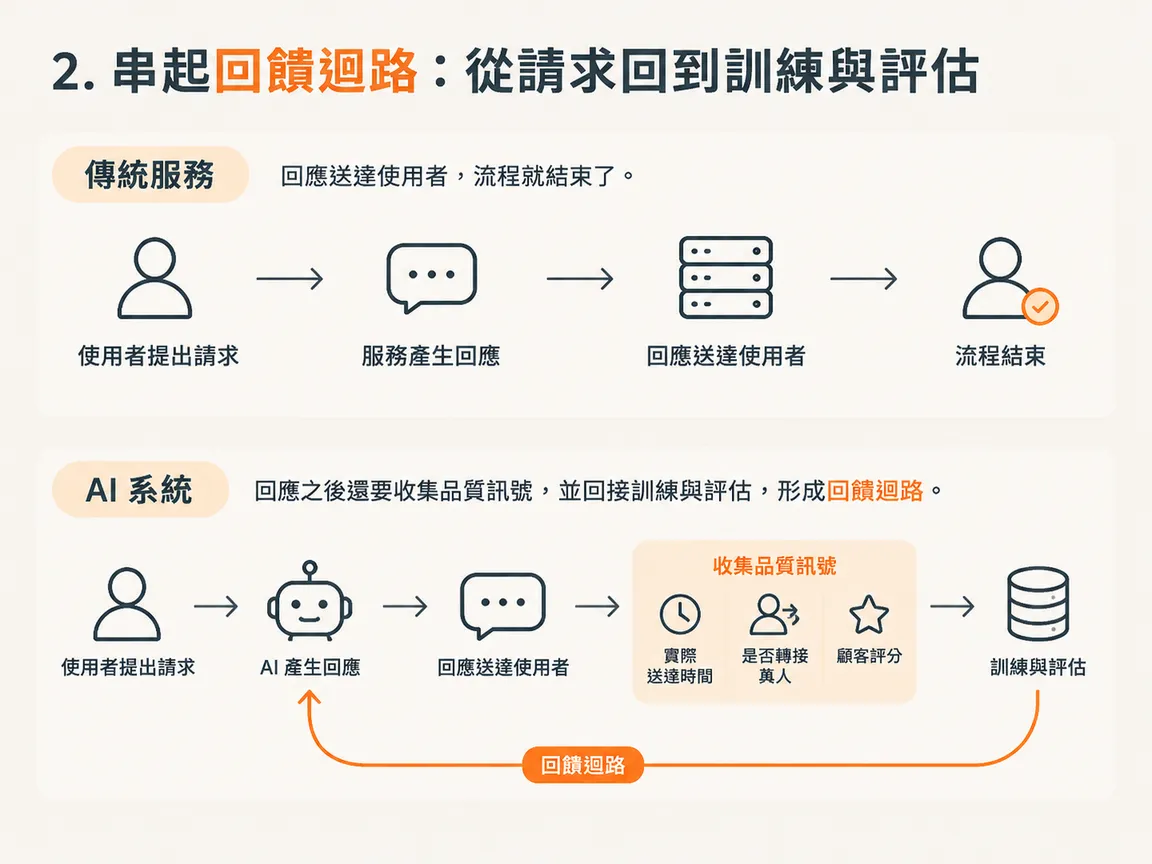 2. 串起回饋迴路：從請求回到訓練與評估
傳統服務
回應送達使用者，流程就結束了。
使用者提出請求
服務產生回應
回應送達使用者
流程結束
AI 系統
回應之後還要收集品質訊號，並回接訓練與評估，形成回饋迴路。
收集品質訊號
使用者提出請求
AI 產生回應
回應送達使用者
實際
送達時間
是否轉接
萬人
顧客評分
訓練與評估
回饋迴路